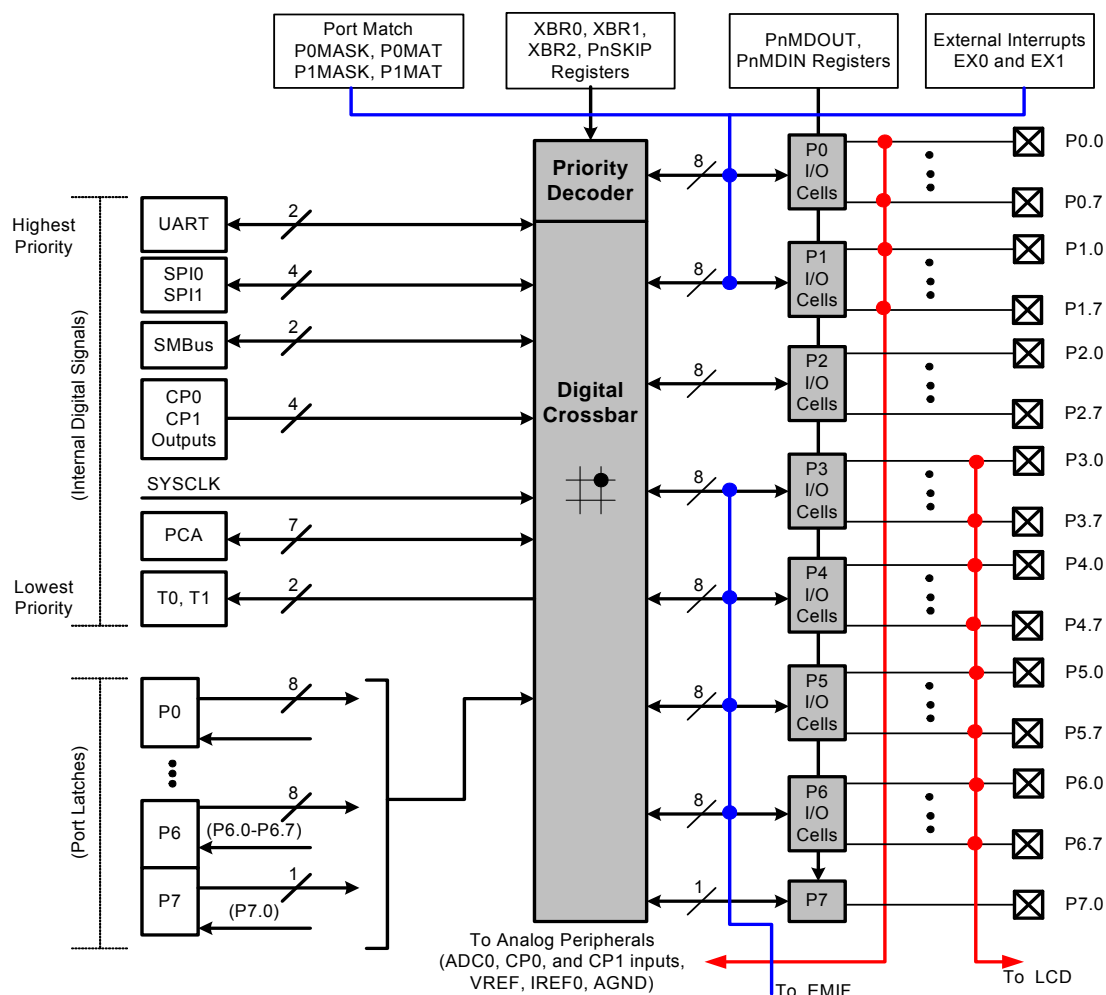 Port Match
P0MASK, P0MAT
P1MASK, P1MAT
XBR0, XBR1,
XBR2, PnSKIP
Registers
PnMDOUT,
PnMDIN Registers
External Interrupts
EX0 and EX1
Highest
Priority
Lowest
Priority
(Internal Digital Signals)
UART
2
SPI0
SPI1
4
SMBus
2
CP0
CP1
Outputs
4
SYSCLK
PCA
7
T0, T1
2
(Port Latches)
P0
8
P6
8
(P6.0-P6.7)
P7
1
(P7.0)
Priority
Decoder
Digital
Crossbar
8
P0
I/O
Cells
P0.0
P0.7
8
P1
I/O
Cells
P1.0
P1.7
8
P2
I/O
Cells
P2.0
P2.7
8
P3
I/O
Cells
P3.0
P3.7
8
P4
I/O
Cells
P4.0
P4.7
8
P5
I/O
Cells
P5.0
P5.7
8
P6
I/O
Cells
P6.0
P6.7
1
P7
P7.0
To Analog Peripherals
(ADC0, CP0, and CP1 inputs,
VREF, IREF0, AGND)
To EMIF
To LCD